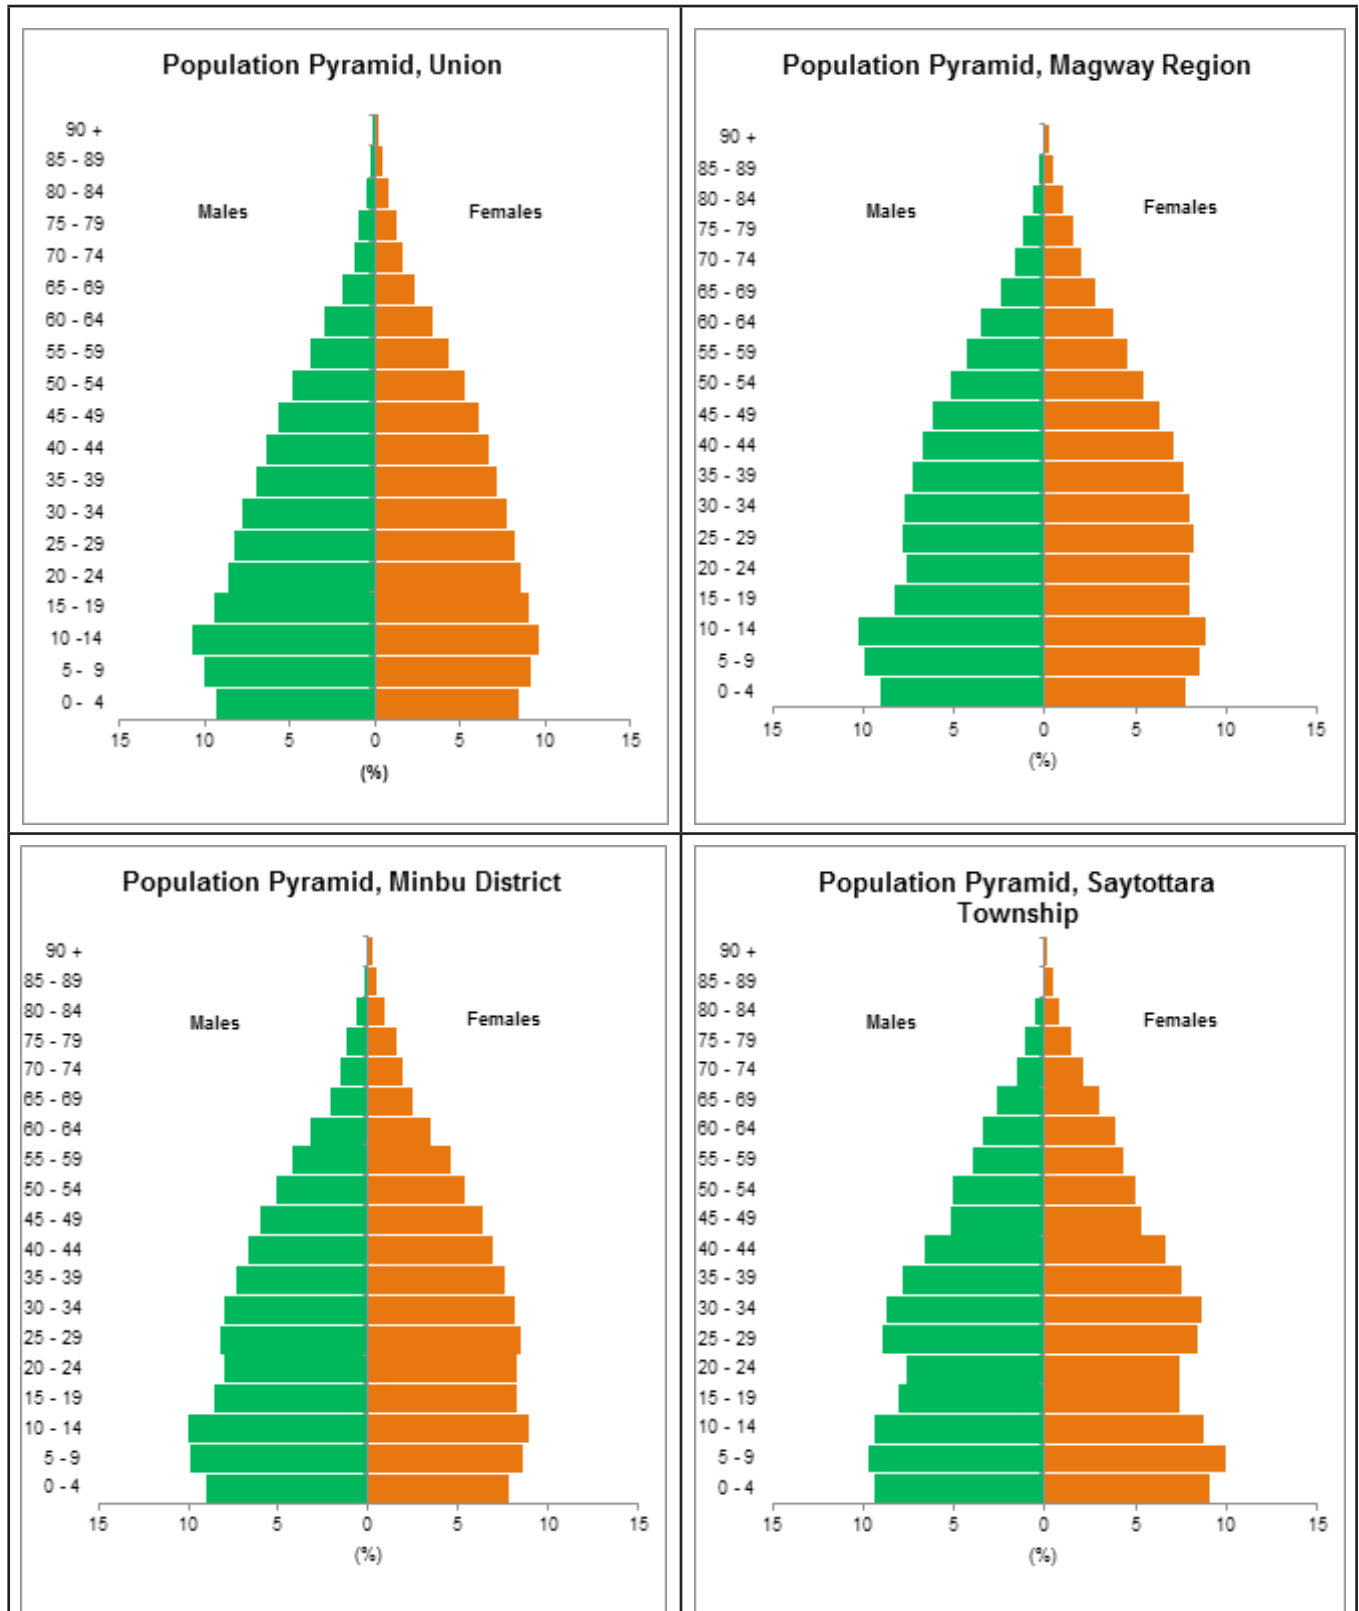 Population Pyramid, Union
90 +
85 - 89
80 - 84
Males
Females
75 - 79
70 - 74
65 - 69
60 - 64
55 - 59
50 - 54
45 - 49
40 - 44
35 - 39
30 - 34
25 - 29
20 - 24
15 - 19
10 -14
5 - 9
0 - 4
15 10 5 0 5 10 15
(%)
Population Pyramid, Magway Region
90 +
85 - 89
80 - 84
Males
Females
75 - 79
70 - 74
65 - 69
60 - 64
55 - 59
50 - 54
45 - 49
40 - 44
35 - 39
30 - 34
25 - 29
20 - 24
15 - 19
10 - 14
5 - 9
0 - 4
15 10 5 0 5 10 15
(%)
Population Pyramid, Minbu District
90 +
85 - 89
80 - 84
Males
Females
75 - 79
70 - 74
65 - 69
60 - 64
55 - 59
50 - 54
45 - 49
40 - 44
35 - 39
30 - 34
25 - 29
20 - 24
15 - 19
10 - 14
5 - 9
0 - 4
15 10 5 0 5 10 15
(%)
Population Pyramid, Saytottara
Township
90 +
85 - 89
80 - 84
Males
Females
75 - 79
70 - 74
65 - 69
60 - 64
55 - 59
50 - 54
45 - 49
40 - 44
35 - 39
30 - 34
25 - 29
20 - 24
15 - 19
10 - 14
5 - 9
0 - 4
15 10 5 0 5 10 15
(%)